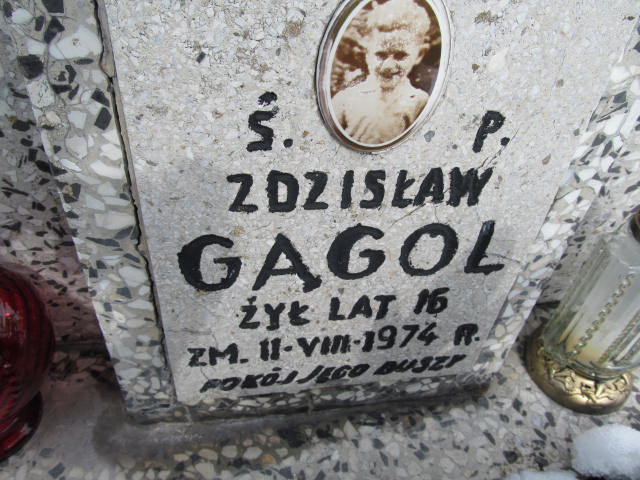 Ś. P.
ZDZISŁAW
GĄGOL
ŻYŁ LAT 16
ZM. 11-VIII-1974 R.
POKÓJ JEGO DUSZY